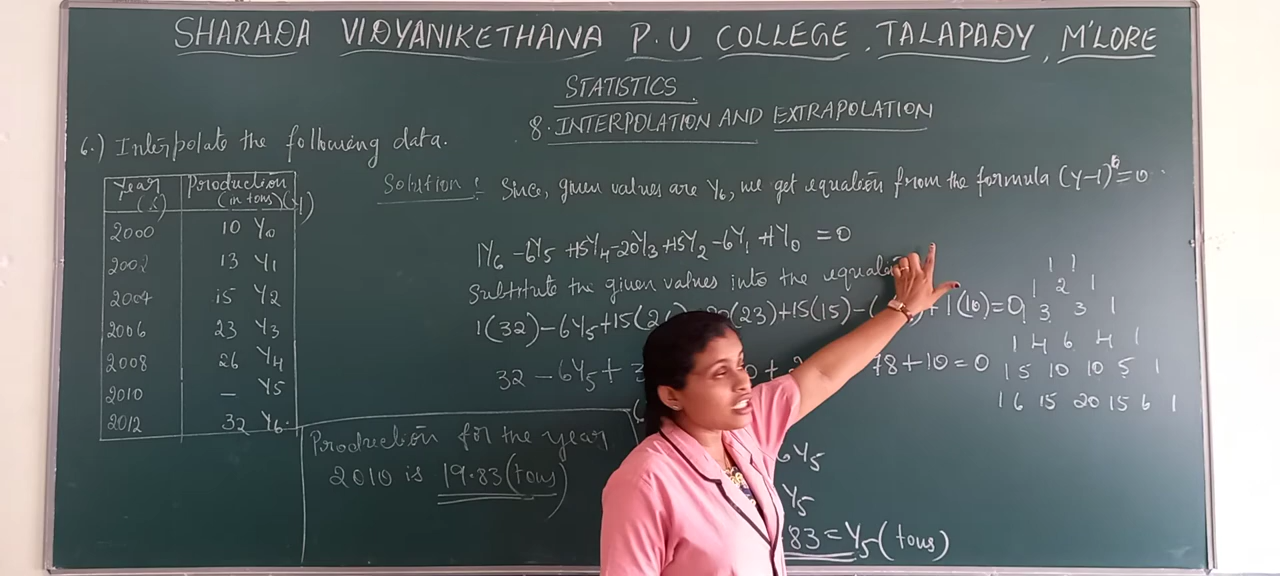 SHARADA VIDYANIKETHANA P.U COLLEGE, TALAPADY, M'LORE
STATISTICS.
8. INTERPOLATION AND EXTRAPOLATION
6.) Interpolate the following data.
Year (x) Production (in tons)(y)
2000 10 Y0
2002 13 Y1
2004 15 Y2
2006 23 Y3
2008 26 Y4
2010 — Y5
2012 32 Y6.
Solution: Since, given values are Y6, we get equation from the formula (Y-1)^6=0.
1Y6 -6Y5 +15Y4 -20Y3 +15Y2 -6Y1 +1Y0 = 0
Substitute the given values into the
1(32) - 6Y5 + 15(2 (23) + 15(15) - + 1(10) = 0
32 - 6Y5 + 3 0 + 78 + 10 = 0
6Y5
Y5
83 = Y5 (tons)
Production for the year
2010 is 19.83 (tons)
1 1
1 2 1
1 3 3 1
1 4 6 4 1
1 5 10 10 5 1
1 6 15 20 15 6 1